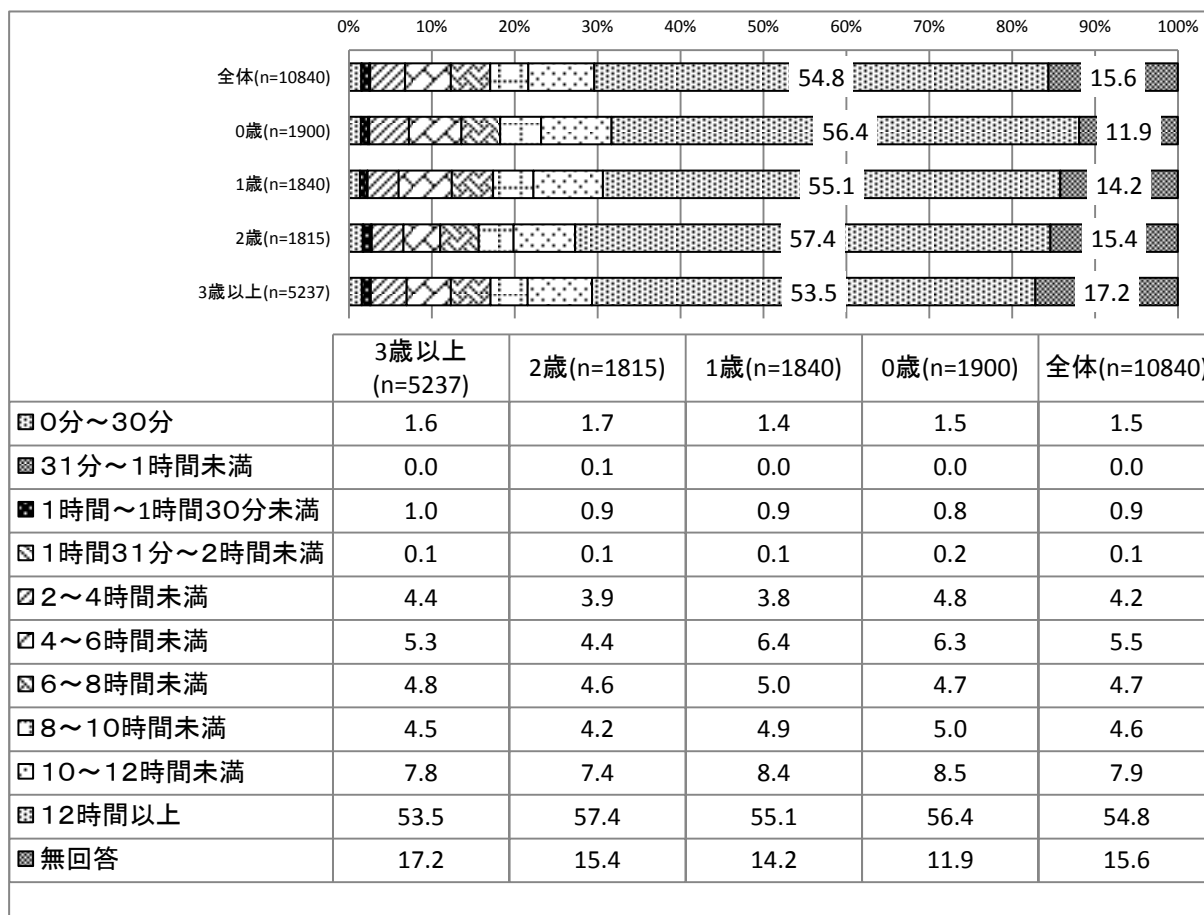 0% 10% 20% 30% 40% 50% 60% 70% 80% 90% 100%
全体(n=10840) 54.8 15.6
0歳(n=1900) 56.4 11.9
1歳(n=1840) 55.1 14.2
2歳(n=1815) 57.4 15.4
3歳以上(n=5237) 53.5 17.2
3歳以上
(n=5237) 2歳(n=1815) 1歳(n=1840) 0歳(n=1900) 全体(n=10840)
0分～30分 1.6 1.7 1.4 1.5 1.5
31分～1時間未満 0.0 0.1 0.0 0.0 0.0
1時間～1時間30分未満 1.0 0.9 0.9 0.8 0.9
1時間31分～2時間未満 0.1 0.1 0.1 0.2 0.1
2～4時間未満 4.4 3.9 3.8 4.8 4.2
4～6時間未満 5.3 4.4 6.4 6.3 5.5
6～8時間未満 4.8 4.6 5.0 4.7 4.7
8～10時間未満 4.5 4.2 4.9 5.0 4.6
10～12時間未満 7.8 7.4 8.4 8.5 7.9
12時間以上 53.5 57.4 55.1 56.4 54.8
無回答 17.2 15.4 14.2 11.9 15.6